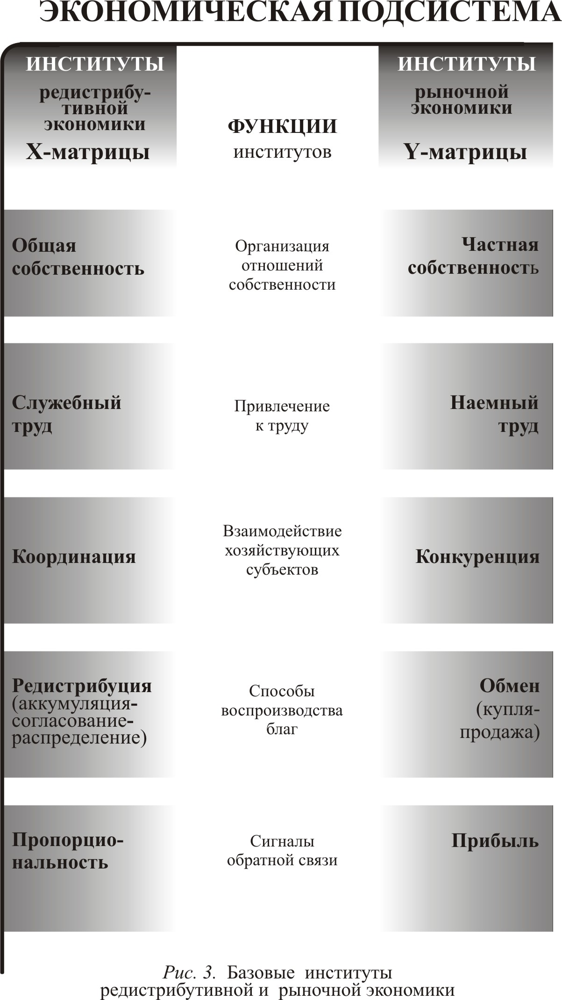 ЭКОНОМИЧЕСКАЯ ПОДСИСТЕМА
ИНСТИТУТЫ
редистрибу-
тивной
экономики
X-матрицы
ФУНКЦИИ
институтов
ИНСТИТУТЫ
рыночной
экономики
Y-матрицы
Общая
собственность
Организация
отношений
собственности
Частная
собственность
Служебный
труд
Привлечение
к труду
Наемный
труд
Координация
Взаимодействие
хозяйствующих
субъектов
Конкуренция
Редистрибуция
(аккумуляция-
согласование-
распределение)
Способы
воспроизводства
благ
Обмен
(купля-
продажа)
Пропорцио-
нальность
Сигналы
обратной связи
Прибыль
Рис. 3. Базовые институты
редистрибутивной и рыночной экономики